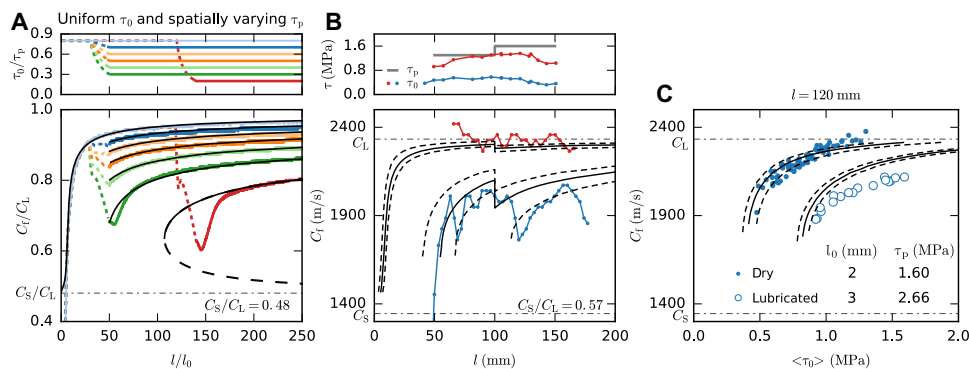 A
Uniform τ0 and spatially varying τp
τ0/τp
0.9
0.6
0.3
0.0
Cf/CL
1.0
0.8
0.6
CS/CL
0.4
CS/CL = 0.48
0 50 100 150 200 250
l/l0
B
τ (MPa)
1.6
0.8
0.0
τp
τ0
Cf (m/s)
2400
CL
1900
1400
CS
CS/CL = 0.57
0 50 100 150 200
l (mm)
C
l = 120 mm
Cf (m/s)
2400
CL
1900
1400
CS
l0 (mm) τp (MPa)
Dry 2 1.60
Lubricated 3 2.66
0.0 0.5 1.0 1.5 2.0
<τ0> (MPa)